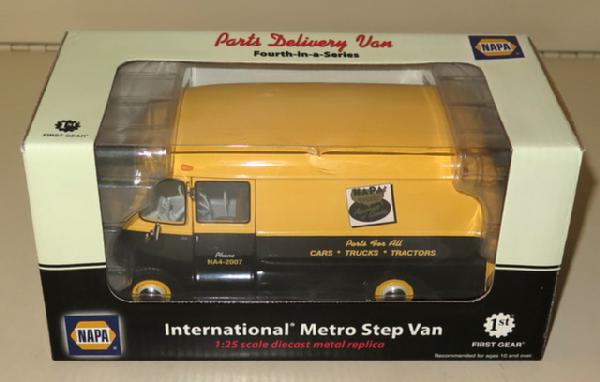 Parts Delivery Van
Fourth-in-a-Series
NAPA
1st
FIRST GEAR®
NAPA
Parts For All
CARS * TRUCKS * TRACTORS
Phone
NA4-2007
NAPA
International® Metro Step Van
1:25 scale diecast metal replica
1st
FIRST GEAR®
Recommended for ages 10 and over.